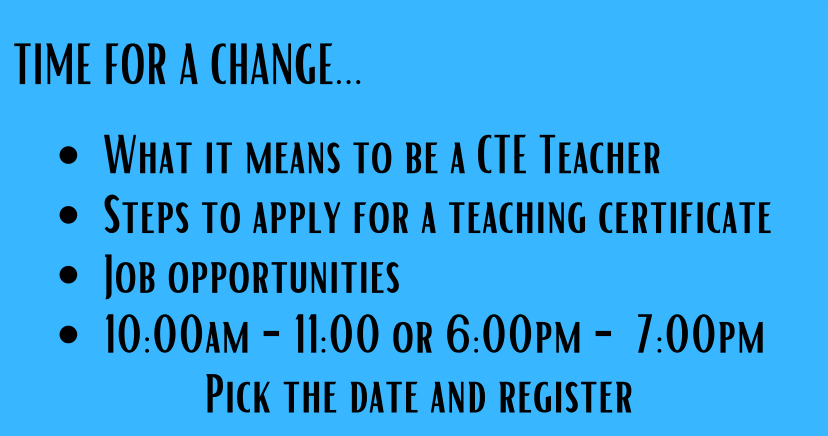 TIME FOR A CHANGE...
• What it means to be a CTE Teacher
• Steps to apply for a teaching certificate
• Job opportunities
• 10:00am - 11:00 or 6:00pm - 7:00pm
Pick the date and register